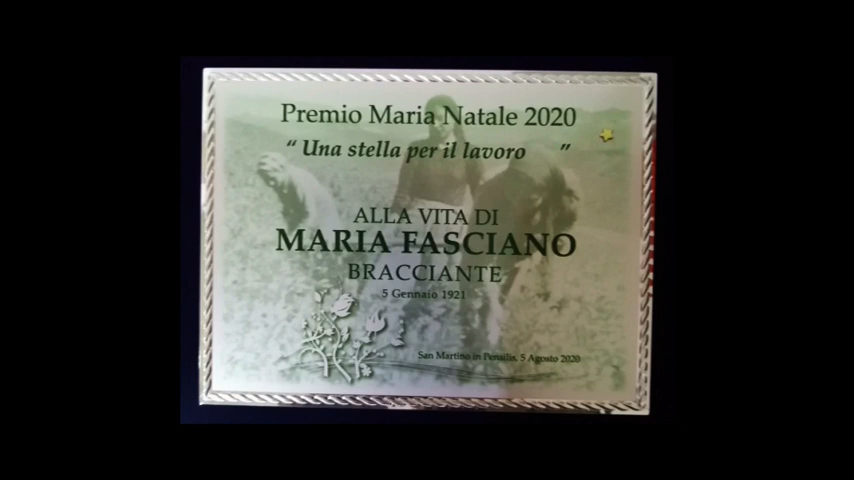 Premio Maria Natale 2020
“ Una stella per il lavoro ”
ALLA VITA DI
MARIA FASCIANO
BRACCIANTE
5 Gennaio 1921
San Martino in Pensilis, 5 Agosto 2020